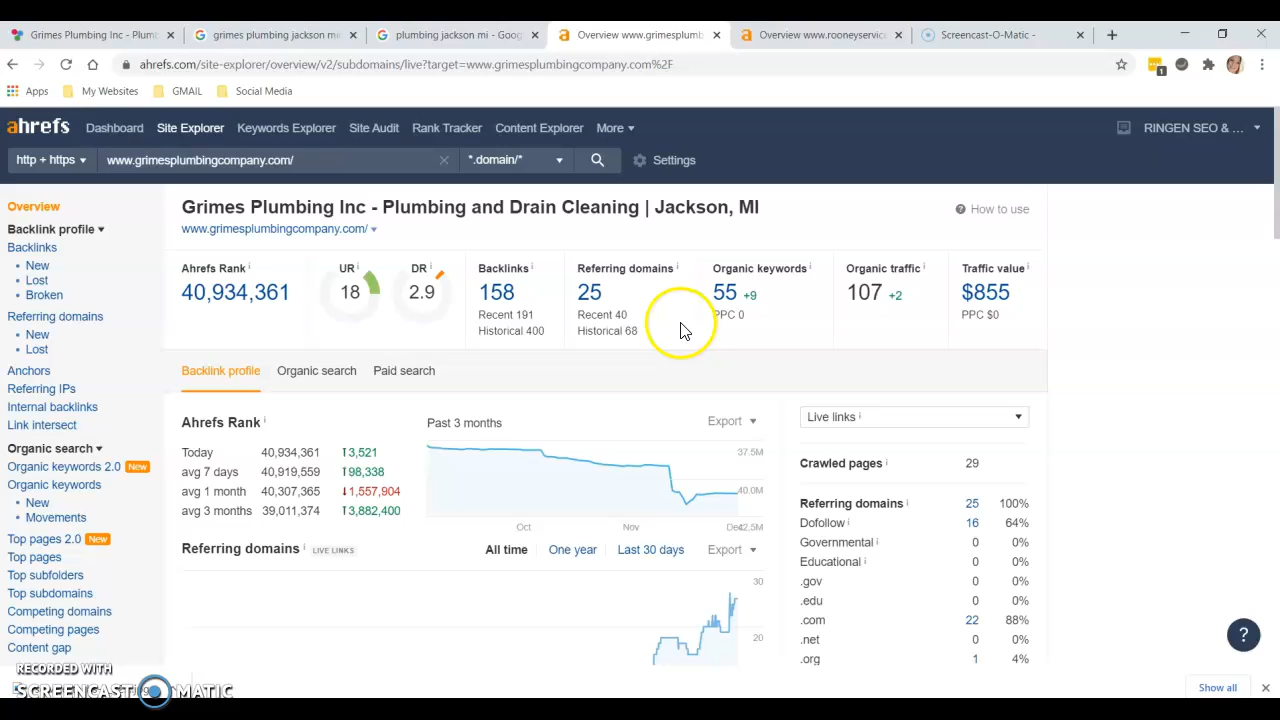 Grimes Plumbing Inc - Plumb
grimes plumbing jackson mi
plumbing jackson mi - Goog
Overview www.grimesplumb
Overview www.rooneyservice
Screencast-O-Matic -
ahrefs.com/site-explorer/overview/v2/subdomains/live?target=www.grimesplumbingcompany.com%2F
1
Apps My Websites GMAIL Social Media
ahrefs Dashboard Site Explorer Keywords Explorer Site Audit Rank Tracker Content Explorer More RINGEN SEO & ...
http + https www.grimesplumbingcompany.com/ *.domain/* Settings
Overview
Backlink profile
Backlinks
• New
• Lost
• Broken
Referring domains
• New
• Lost
Anchors
Referring IPs
Internal backlinks
Link intersect
Organic search
Organic keywords 2.0 New
Organic keywords
• New
• Movements
Top pages 2.0 New
Top pages
Top subfolders
Top subdomains
Competing domains
Competing pages
Content gap
Grimes Plumbing Inc - Plumbing and Drain Cleaning | Jackson, MI
How to use
www.grimesplumbingcompany.com/
Ahrefs Rank UR DR Backlinks Referring domains Organic keywords Organic traffic Traffic value
40,934,361 18 2.9 158 25 55 +9 107 +2 $855
Recent 191 Recent 40 PPC 0 PPC $0
Historical 400 Historical 68
Backlink profile Organic search Paid search
Ahrefs Rank
Today 40,934,361 ↑3,521
avg 7 days 40,919,559 ↑98,338
avg 1 month 40,307,365 ↓1,557,904
avg 3 months 39,011,374 ↑3,882,400
Past 3 months Export
37.5M
40.0M
42.5M
Oct Nov Dec
Referring domains LIVE LINKS All time One year Last 30 days Export
30
20
Live links
Crawled pages 29
Referring domains 25 100%
Dofollow 16 64%
Governmental 0 0%
Educational 0 0%
.gov 0 0%
.edu 0 0%
.com 22 88%
.net 0 0%
.org 1 4%
?
RECORDED WITH
SCREENCAST-O-MATIC
Show all